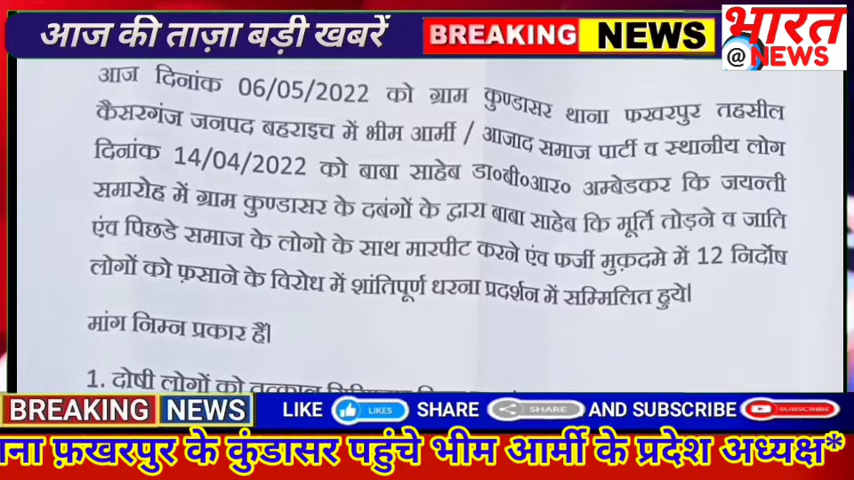 आज की ताज़ा बड़ी खबरें
BREAKING NEWS
भारत
@NEWS
आज दिनांक 06/05/2022 को ग्राम कुण्डासर थाना फखरपुर तहसील
कैसरगंज जनपद बहराइच में भीम आर्मी / आजाद समाज पार्टी व स्थानीय लोग
दिनांक 14/04/2022 को बाबा साहेब डा०बी०आर० अम्बेडकर कि जयन्ती
समारोह में ग्राम कुण्डासर के दबंगों के द्वारा बाबा साहेब कि मूर्ति तोड़ने व जाति
एंव पिछडे समाज के लोगो के साथ मारपीट करने एंव फर्जी मुक़दमे में 12 निर्दोष
लोगों को फ़साने के विरोध में शांतिपूर्ण धरना प्रदर्शन में सम्मिलित हुये|
मांग निम्न प्रकार हैं|
1. दोषी लोगों को तत्काल
BREAKING NEWS LIKE LIKES SHARE SHARE AND SUBSCRIBE SUBSCRIBE
फ़खरपुर के कुंडासर पहुंचे भीम आर्मी के प्रदेश अध्यक्ष*